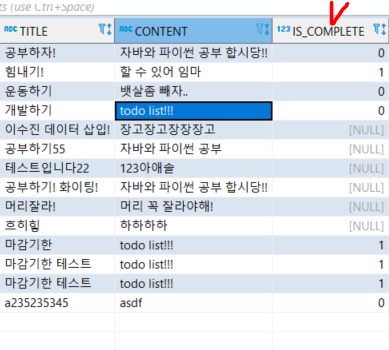 s (use Ctrl+Space)
ABC TITLE ABC CONTENT 123 IS_COMPLETE
공부하자! 자바와 파이썬 공부 합시당!! 0
힘내기! 할 수 있어 임마 1
운동하기 뱃살좀 빼자.. 0
개발하기 todo list!!! 0
이수진 데이터 삽입! 장고장고장장장고 [NULL]
공부하기55 자바와 파이썬 공부 [NULL]
테스트입니다22 123아애솔 [NULL]
공부하기! 화이팅! 자바와 파이썬 공부 합시당!! [NULL]
머리잘라! 머리 꼭 잘라야해! [NULL]
흐히힣 하하하하 [NULL]
마감기한 todo list!!! 1
마감기한 테스트 todo list!!! 1
마감기한 테스트 todo list!!! 1
a235235345 asdf 0